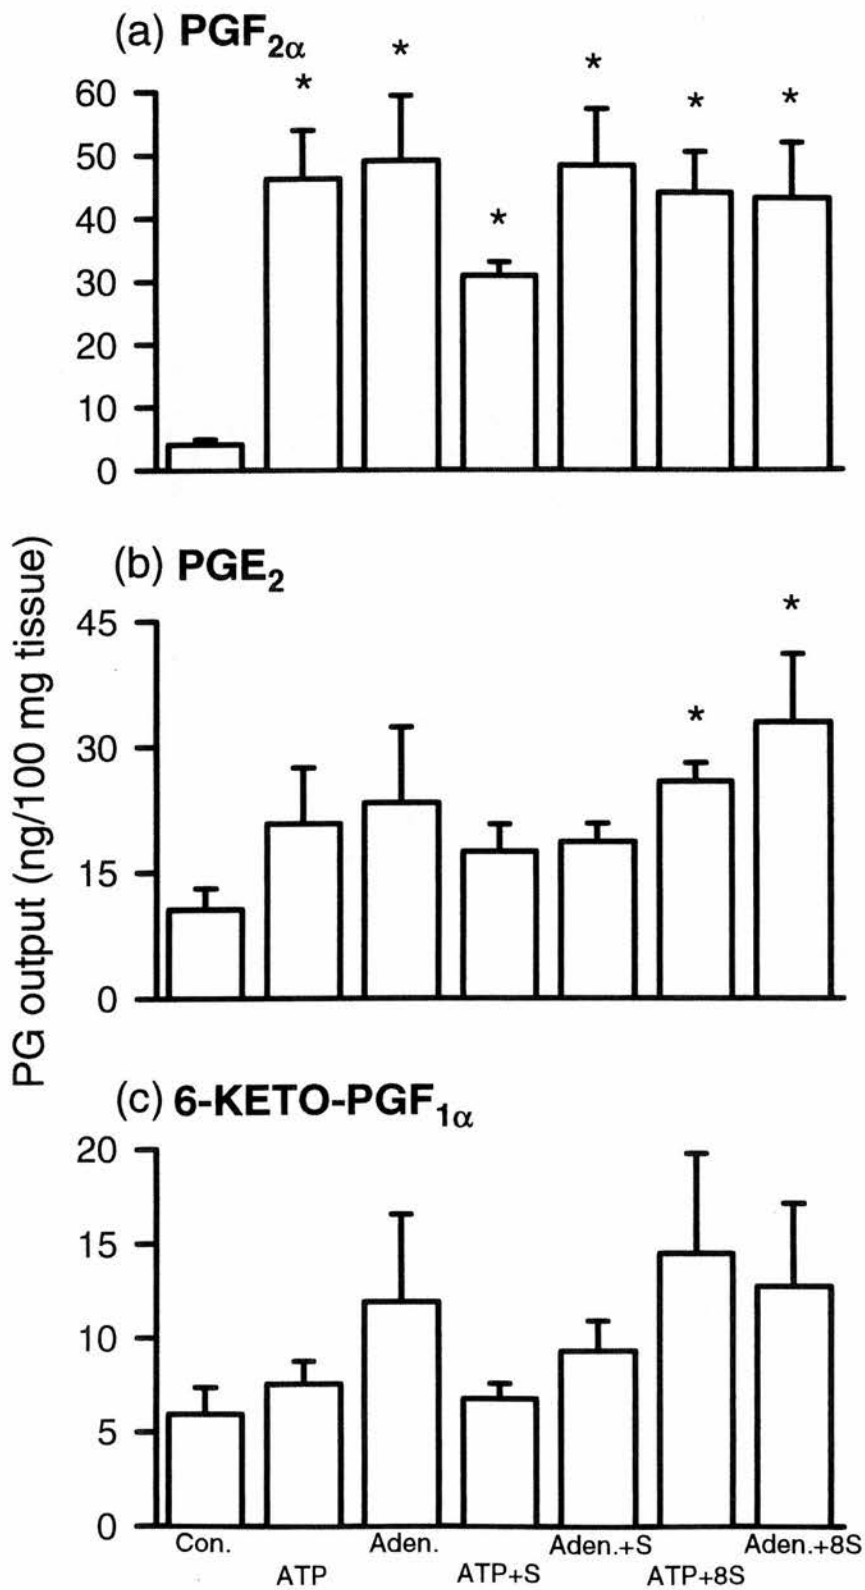 (a) PGF2α
* * * * * *
60
50
40
30
20
10
0
PG output (ng/100 mg tissue)
(b) PGE2
* *
45
30
15
0
(c) 6-KETO-PGF1α
20
15
10
5
0
Con. Aden. Aden.+S Aden.+8S
ATP ATP+S ATP+8S